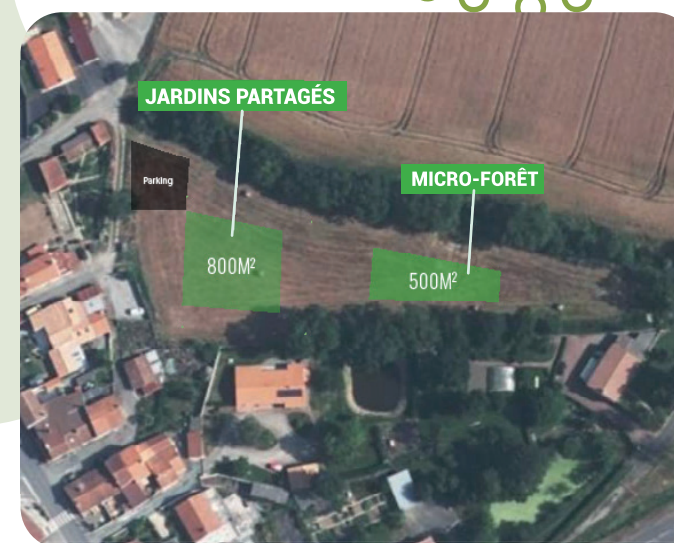 JARDINS PARTAGÉS
Parking
MICRO-FORÊT
800M²
500M²